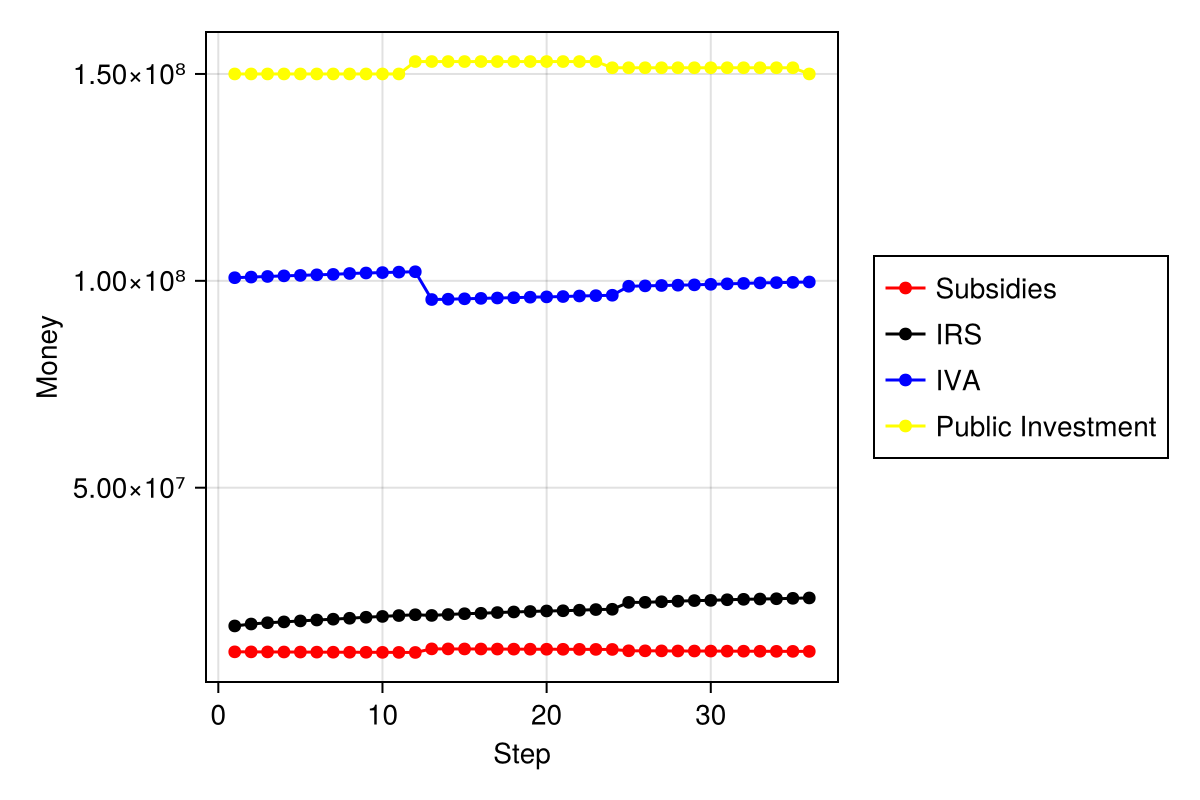 1.50×10⁸
1.00×10⁸
5.00×10⁷
Money
0 10 20 30
Step
Subsidies
IRS
IVA
Public Investment